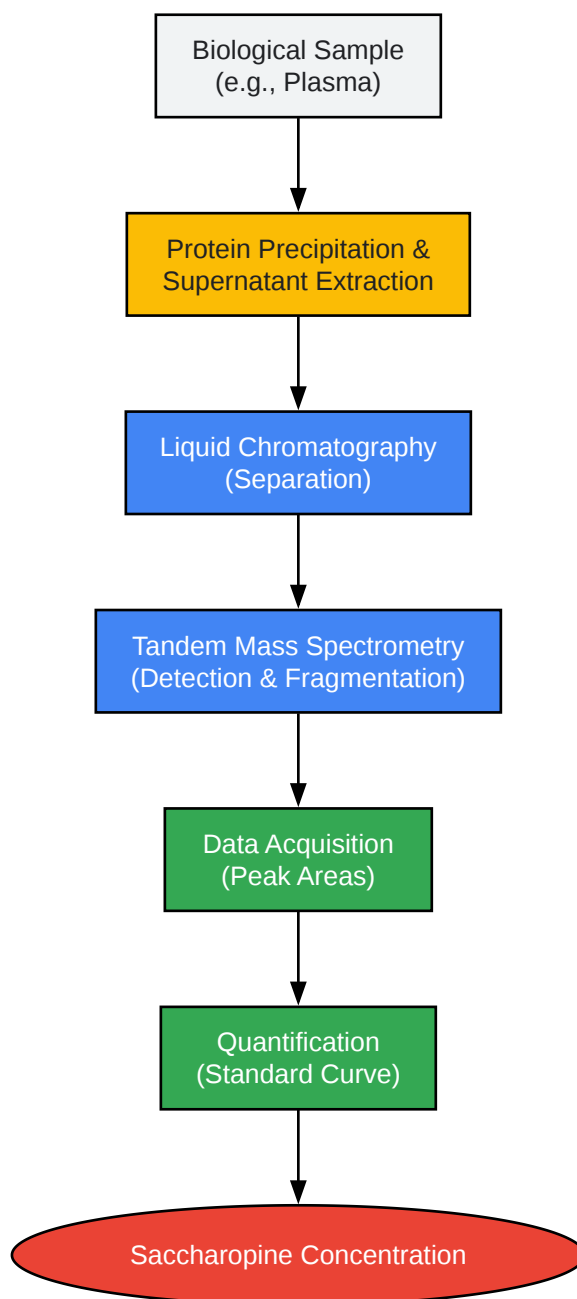 Biological Sample
(e.g., Plasma)
Protein Precipitation &
Supernatant Extraction
Liquid Chromatography
(Separation)
Tandem Mass Spectrometry
(Detection & Fragmentation)
Data Acquisition
(Peak Areas)
Quantification
(Standard Curve)
Saccharopine Concentration